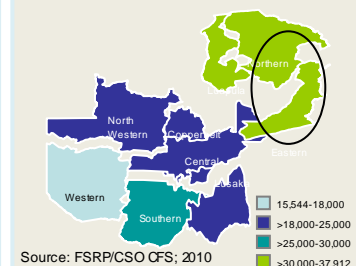 Northern
Luapula
North
Western
Copperbelt
Eastern
Central
Lusaka
Western
Southern
15,544-18,000
>18,000-25,000
>25,000-30,000
>30,000-37,912
Source: FSRP/CSO CFS; 2010